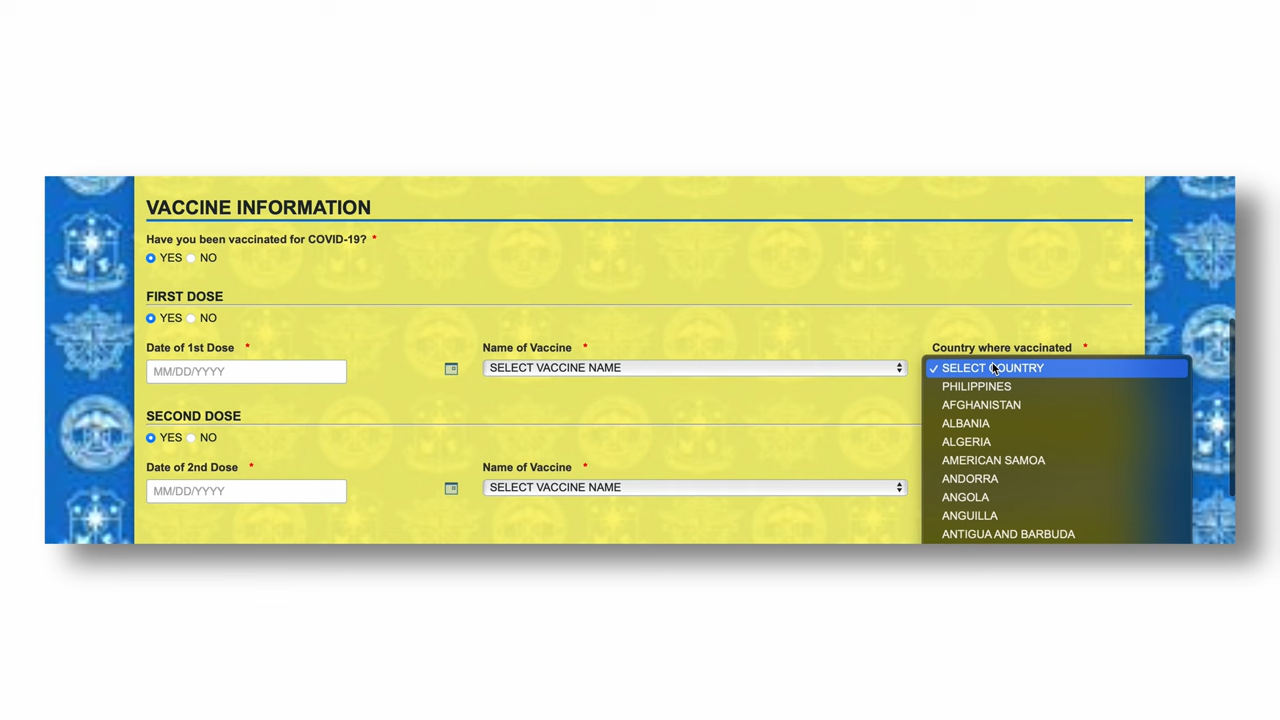 VACCINE INFORMATION
Have you been vaccinated for COVID-19? *
YES NO
FIRST DOSE
YES NO
Date of 1st Dose * Name of Vaccine * Country where vaccinated *
MM/DD/YYYY SELECT VACCINE NAME ✓ SELECT COUNTRY
PHILIPPINES
AFGHANISTAN
ALBANIA
ALGERIA
AMERICAN SAMOA
ANDORRA
ANGOLA
ANGUILLA
ANTIGUA AND BARBUDA
SECOND DOSE
YES NO
Date of 2nd Dose * Name of Vaccine *
MM/DD/YYYY SELECT VACCINE NAME